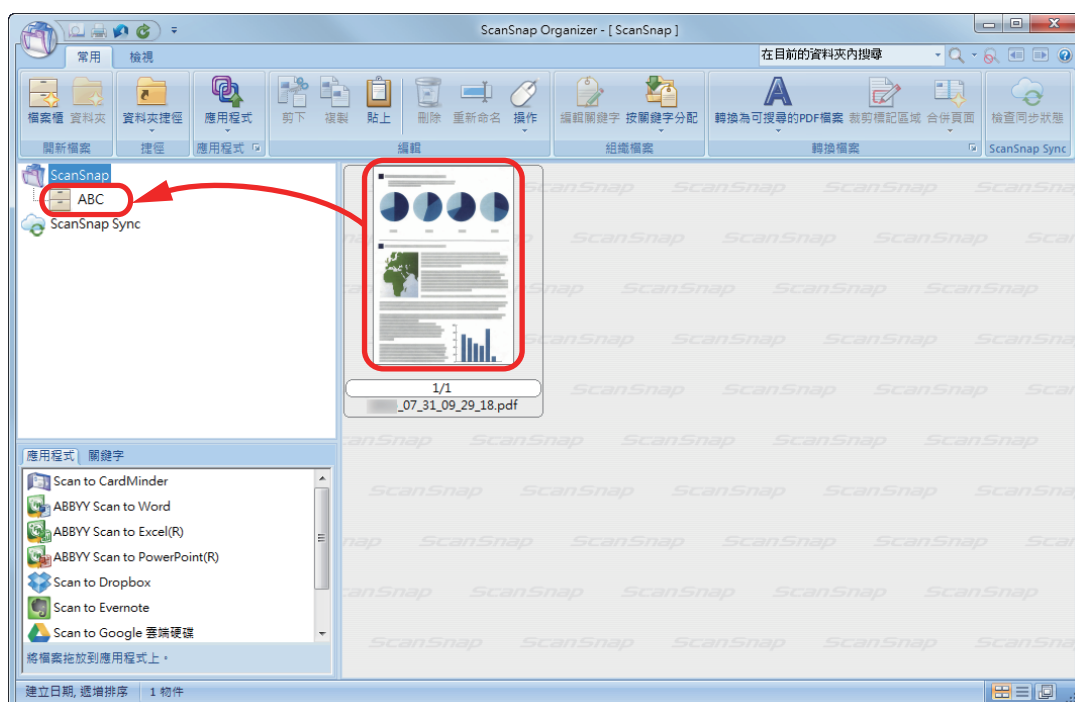 ScanSnap Organizer - [ ScanSnap ]
常用 檢視 在目前的資料夾內搜尋
檔案櫃 資料夾 資料夾捷徑 應用程式 剪下 複製 貼上 刪除 重新命名 操作 編輯關鍵字 按關鍵字分配 轉換為可搜尋的PDF檔案 裁剪標記區域 合併頁面 檢查同步狀態
開新檔案 捷徑 應用程式 編輯 組織檔案 轉換檔案 ScanSnap Sync
ScanSnap
ABC
ScanSnap Sync
1/1
_07_31_09_29_18.pdf
應用程式 關鍵字
Scan to CardMinder
ABBYY Scan to Word
ABBYY Scan to Excel(R)
ABBYY Scan to PowerPoint(R)
Scan to Dropbox
Scan to Evernote
Scan to Google 雲端硬碟
將檔案拖放到應用程式上。
建立日期, 遞增排序 1 物件